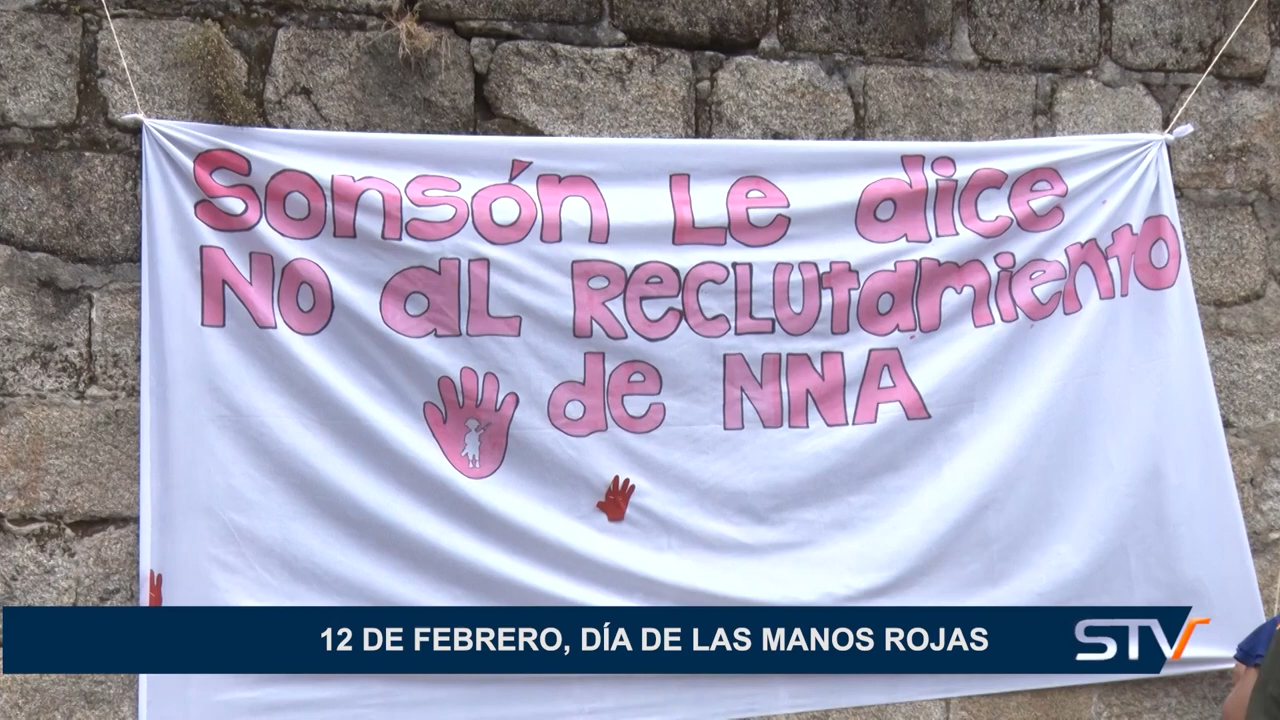 Sonsón Le dice
No al Reclutamiento
de NNA
12 DE FEBRERO, DÍA DE LAS MANOS ROJAS
STV